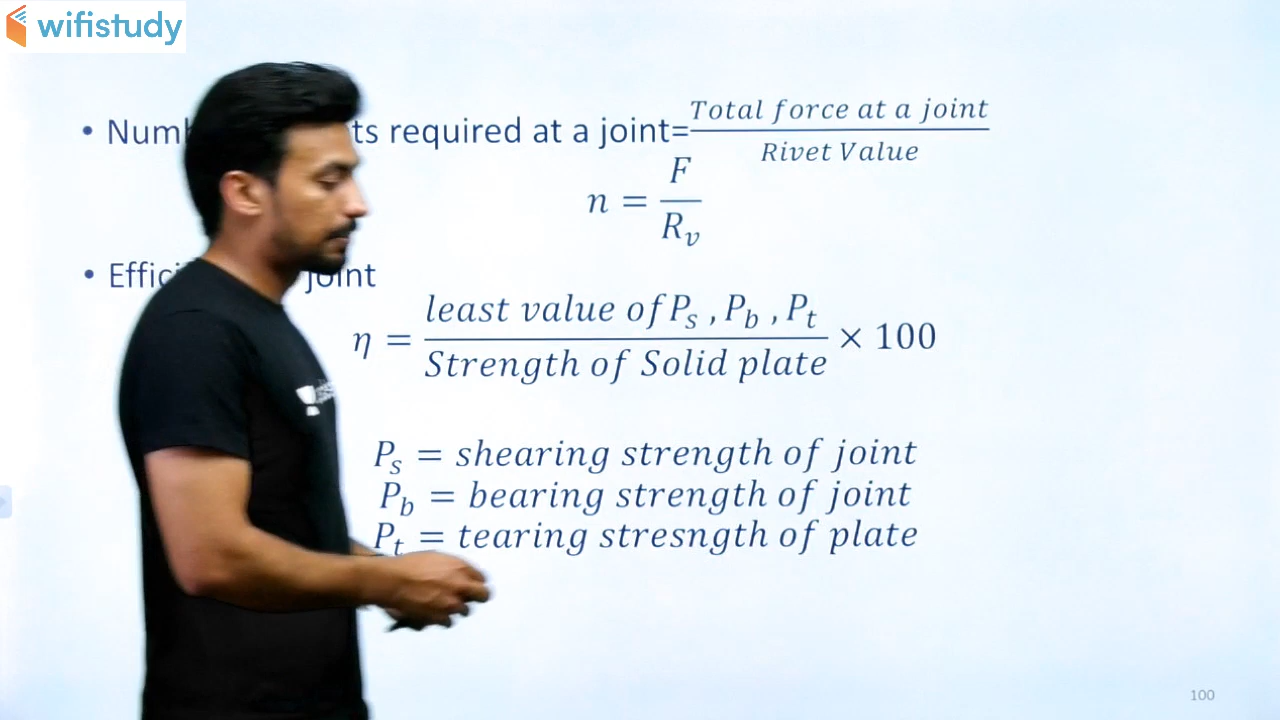 wifistudy
• ts required at a joint= Total force at a joint / Rivet Value
n = F / R_v
• joint
η = least value of P_s , P_b , P_t / Strength of Solid plate × 100
P_s = shearing strength of joint
P_b = bearing strength of joint
P_t = tearing stresngth of plate
100